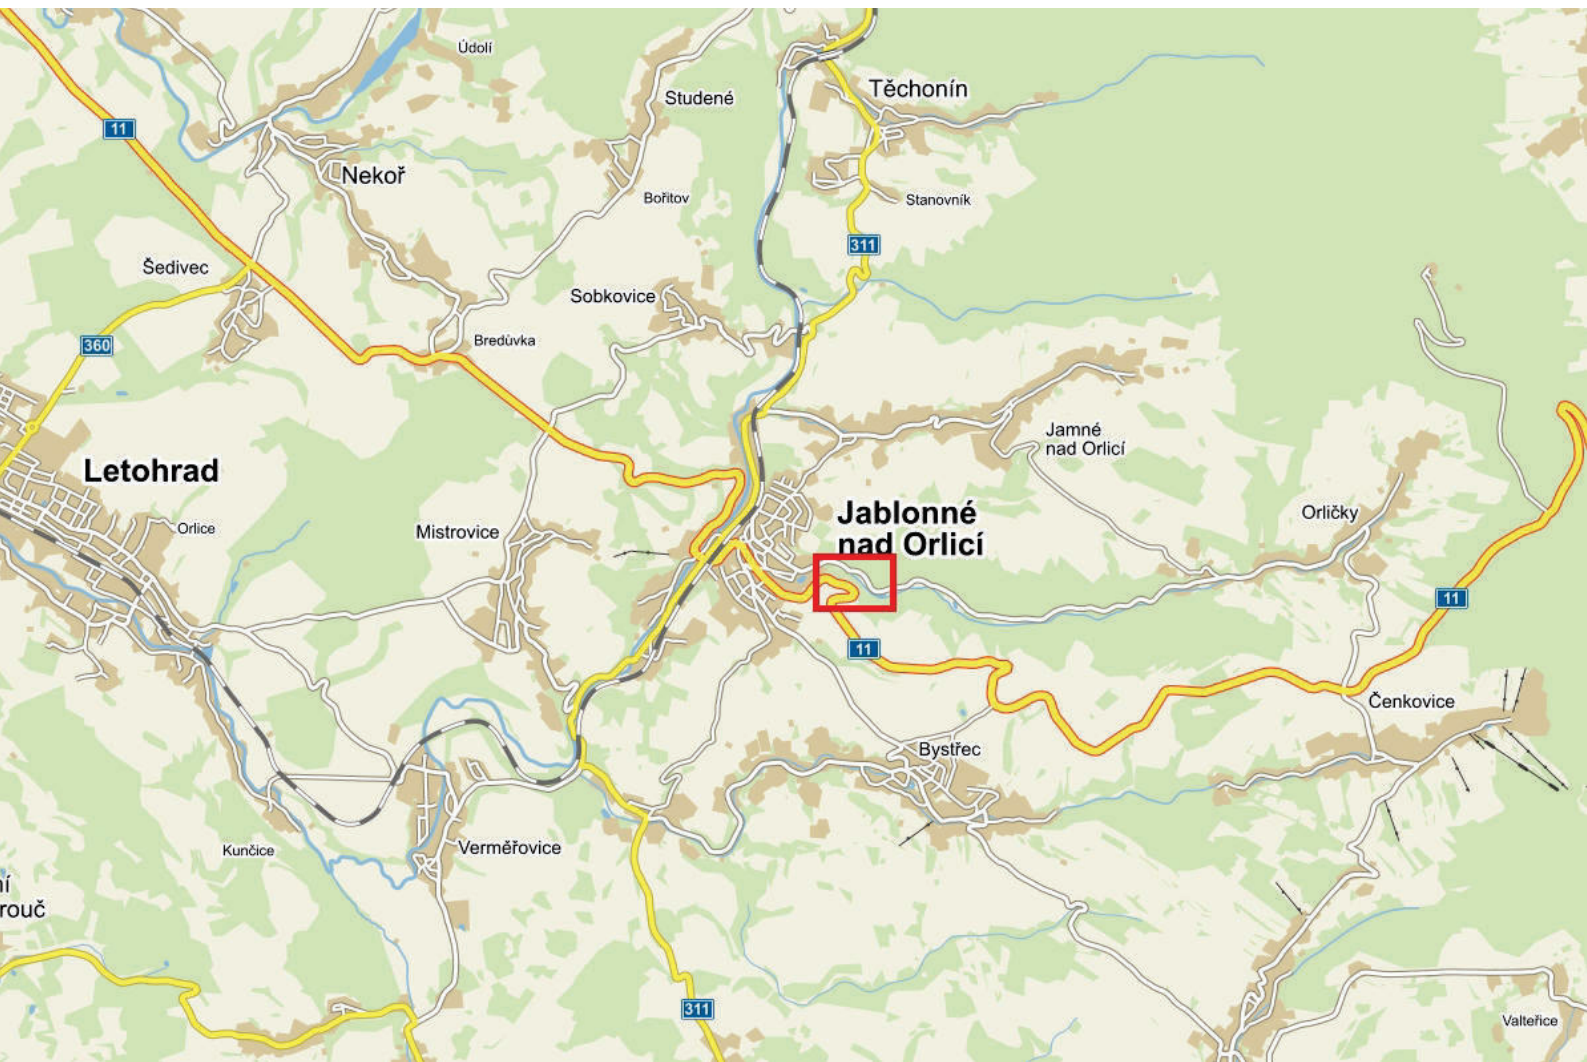 Údolí
Těchonín
Studené
11
Nekoř
Bořitov
Stanovník
311
Šedivec
Sobkovice
360
Bredůvka
Jamné
nad Orlicí
Letohrad
Orlice
Mistrovice
Jablonné
nad Orlicí
Orličky
11
11
Čenkovice
Bystřec
Kunčice
Verměřovice
ní
rouč
311
Valteřice